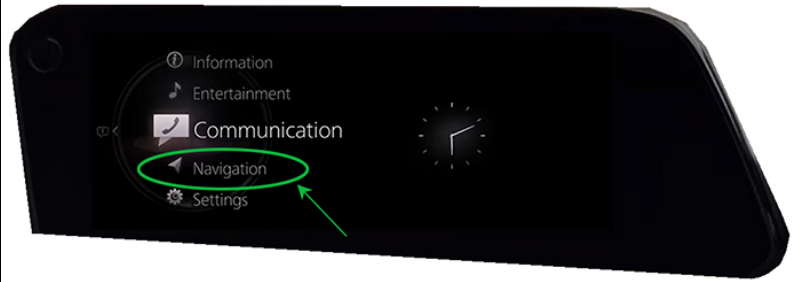 Information
Entertainment
Communication
Navigation
Settings